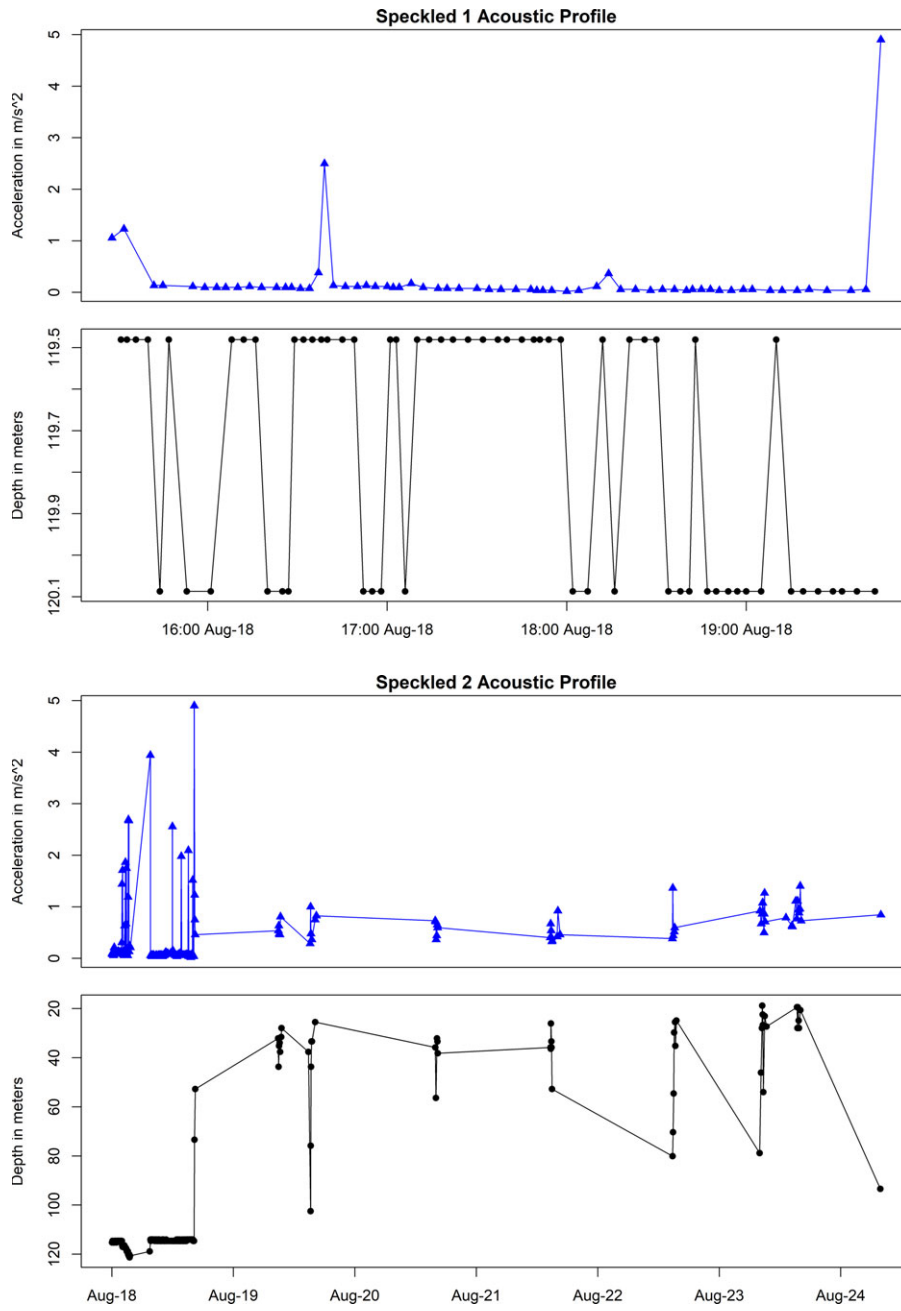 Speckled 1 Acoustic Profile
Acceleration in m/s^2
5
4
3
2
1
0
Depth in meters
119.5
119.7
119.9
120.1
16:00 Aug-18 17:00 Aug-18 18:00 Aug-18 19:00 Aug-18
Speckled 2 Acoustic Profile
Acceleration in m/s^2
5
4
3
2
1
0
Depth in meters
20
40
60
80
100
120
Aug-18 Aug-19 Aug-20 Aug-21 Aug-22 Aug-23 Aug-24